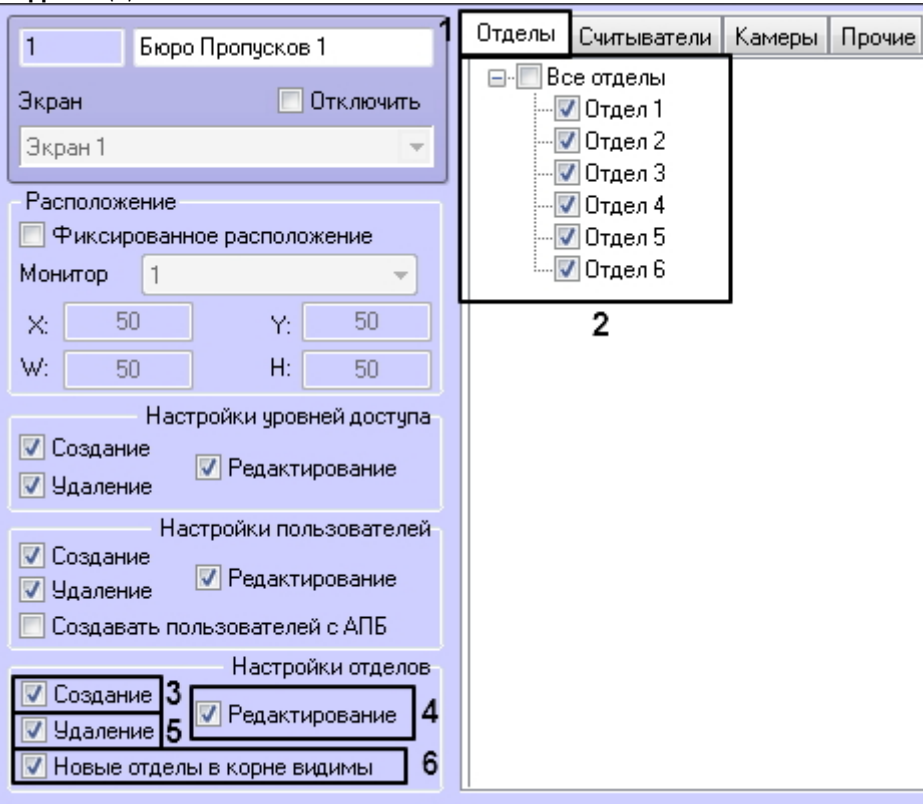 1 Бюро Пропусков 1
Экран Отключить
Экран 1
Расположение
Фиксированное расположение
Монитор 1
X: 50 Y: 50
W: 50 H: 50
Настройки уровней доступа
Создание
Редактирование
Удаление
Настройки пользователей
Создание
Редактирование
Удаление
Создавать пользователей с АПБ
Настройки отделов
Создание 3
Редактирование 4
Удаление 5
Новые отделы в корне видимы 6
1 Отделы Считыватели Камеры Прочие
Все отделы
Отдел 1
Отдел 2
Отдел 3
Отдел 4
Отдел 5
Отдел 6
2